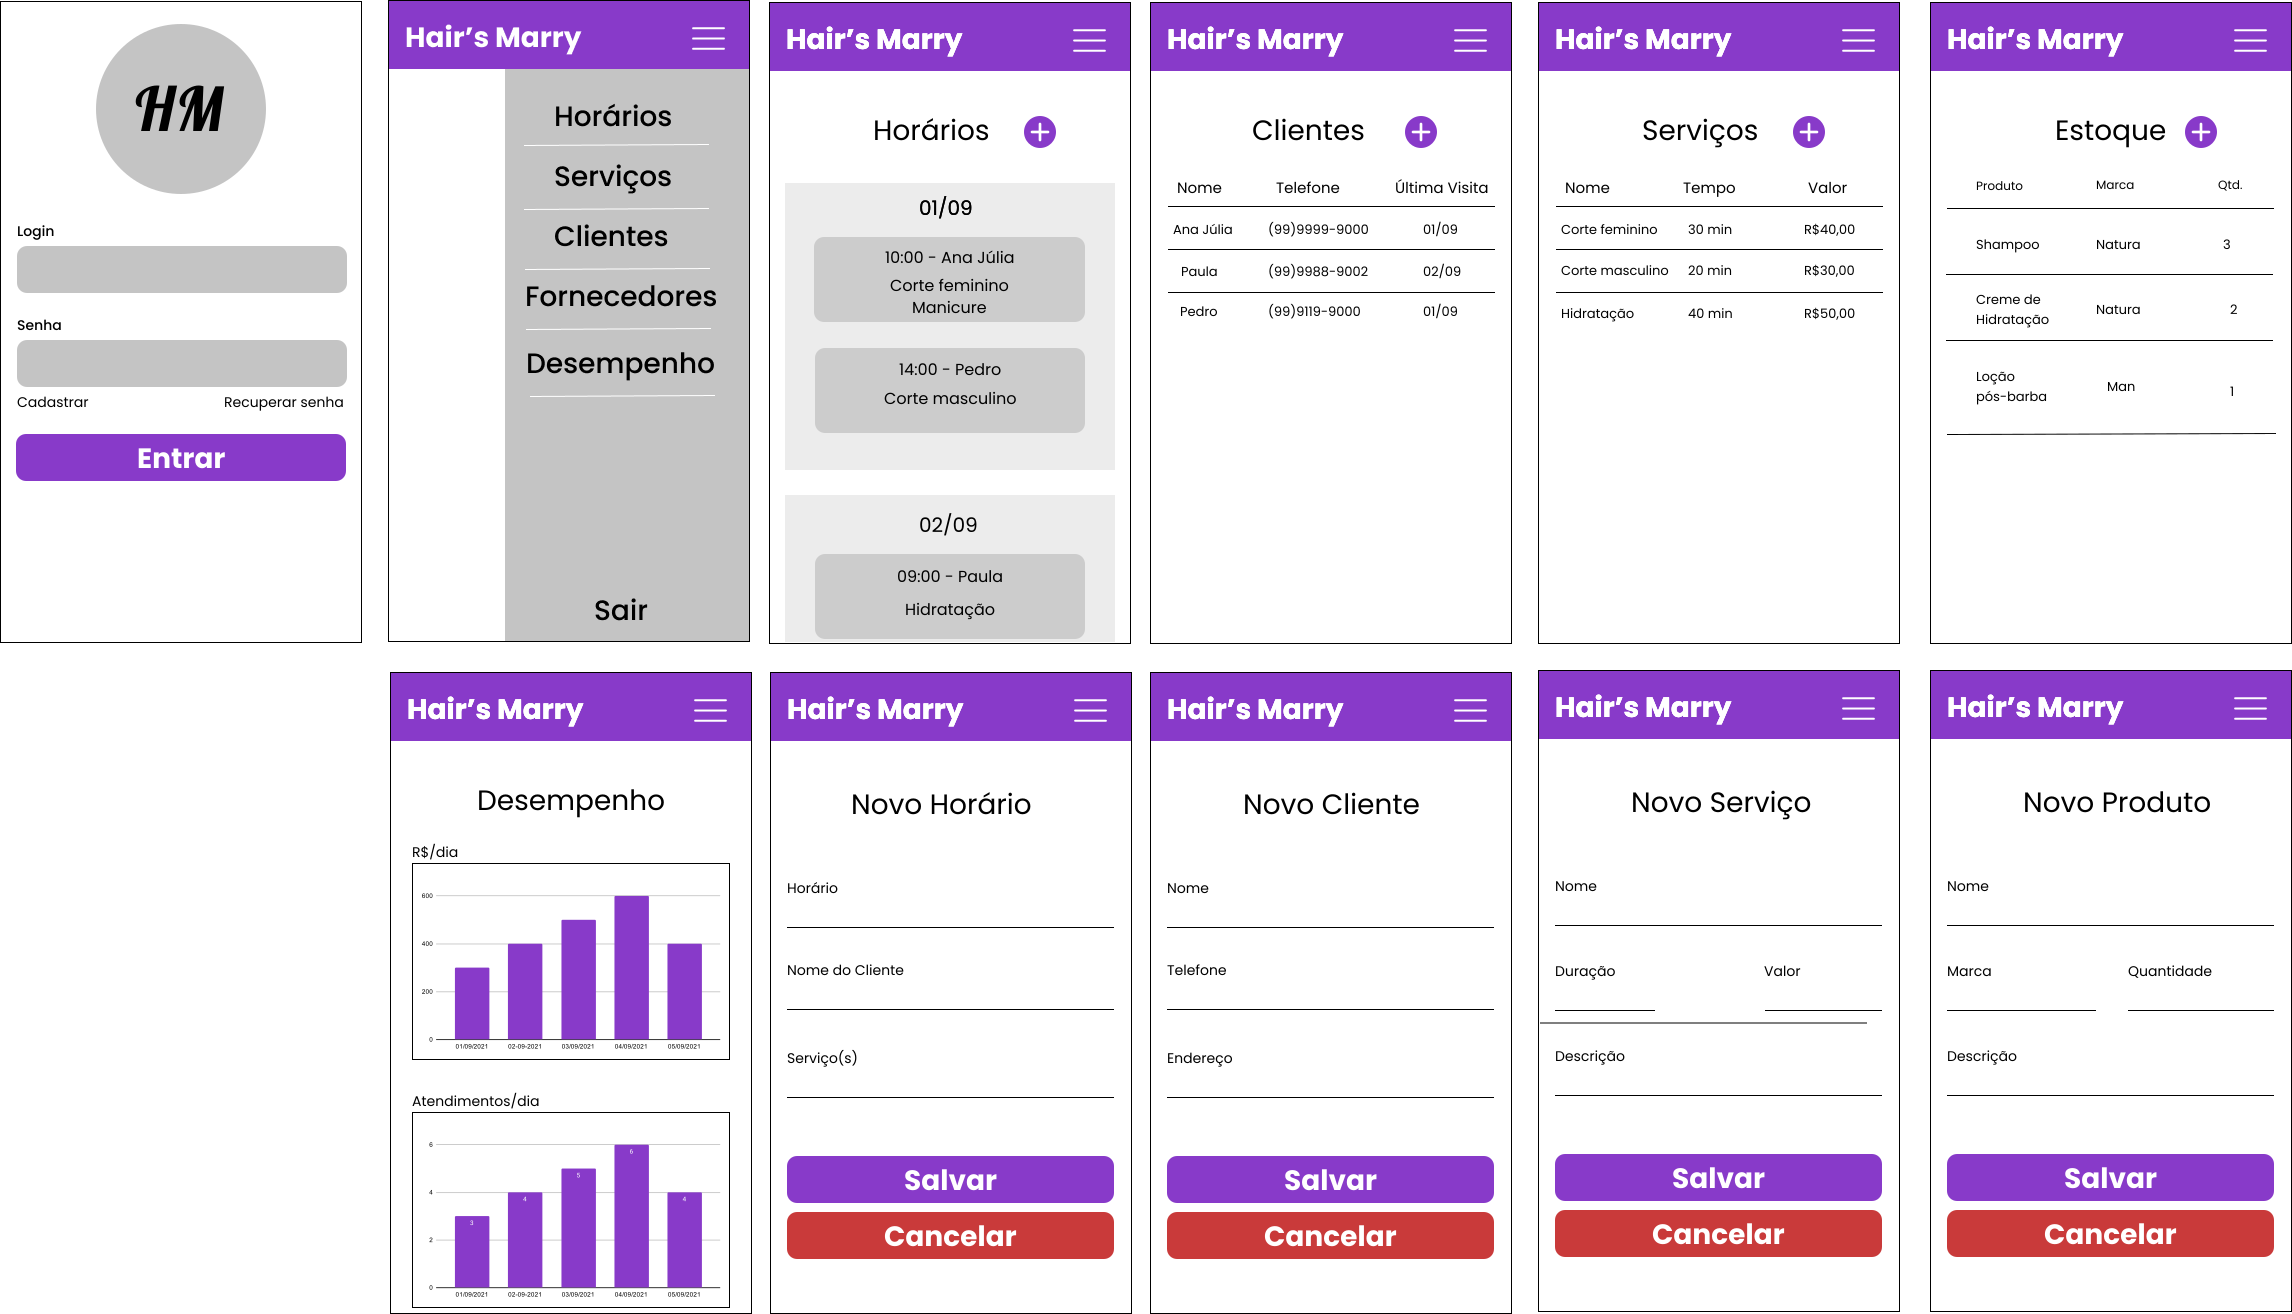 HM
Login
Senha
Cadastrar Recuperar senha
Entrar
Hair's Marry
Horários
Serviços
Clientes
Fornecedores
Desempenho
Sair
Hair's Marry
Horários
01/09
10:00 - Ana Júlia
Corte feminino
Manicure
14:00 - Pedro
Corte masculino
02/09
09:00 - Paula
Hidratação
Hair's Marry
Clientes
Nome Telefone Última Visita
Ana Júlia (99)9999-9000 01/09
Paula (99)9988-9002 02/09
Pedro (99)9119-9000 01/09
Hair's Marry
Serviços
Nome Tempo Valor
Corte feminino 30 min R$40,00
Corte masculino 20 min R$30,00
Hidratação 40 min R$50,00
Hair's Marry
Estoque
Produto Marca Qtd.
Shampoo Natura 3
Creme de
Hidratação Natura 2
Loção
pós-barba Man 1
Hair's Marry
Desempenho
R$/dia
600
400
200
0
01/09/2021 02-09-2021 03/09/2021 04/09/2021 05/09/2021
Atendimentos/dia
6
4
2
0
3 4 5 6 4
01/09/2021 02-09-2021 03/09/2021 04/09/2021 05/09/2021
Hair's Marry
Novo Horário
Horário
Nome do Cliente
Serviço(s)
Salvar
Cancelar
Hair's Marry
Novo Cliente
Nome
Telefone
Endereço
Salvar
Cancelar
Hair's Marry
Novo Serviço
Nome
Duração Valor
Descrição
Salvar
Cancelar
Hair's Marry
Novo Produto
Nome
Marca Quantidade
Descrição
Salvar
Cancelar